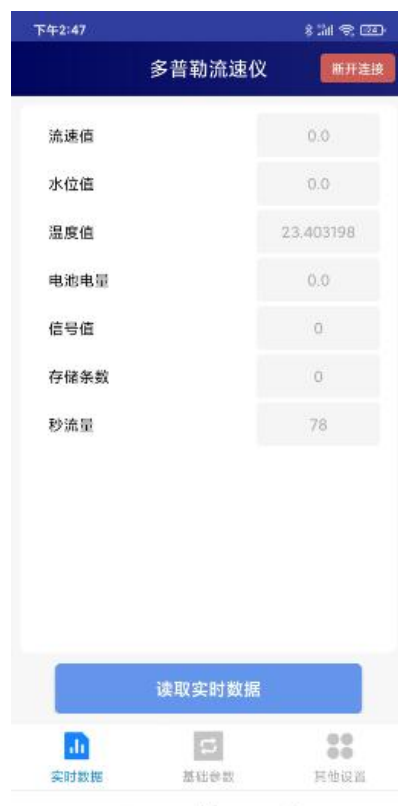 下午2:47
24
多普勒流速仪 断开连接
流速值 0.0
水位值 0.0
温度值 23.403198
电池电量 0.0
信号值 0
存储条数 0
秒流量 78
读取实时数据
实时数据 基础参数 其他设置